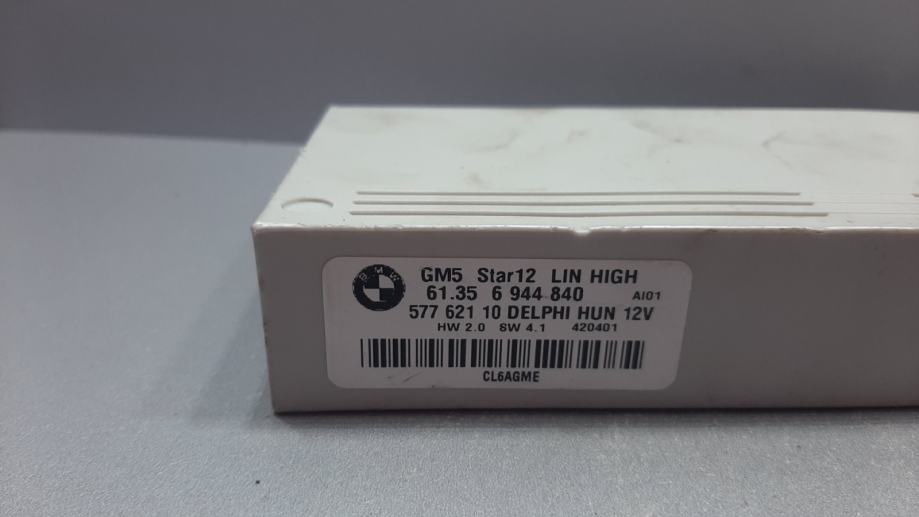 BMW
GM5 Star12 LIN HIGH
61.35 6 944 840 AI01
577 621 10 DELPHI HUN 12V
HW 2.0 SW 4.1 420401
CL6AGME